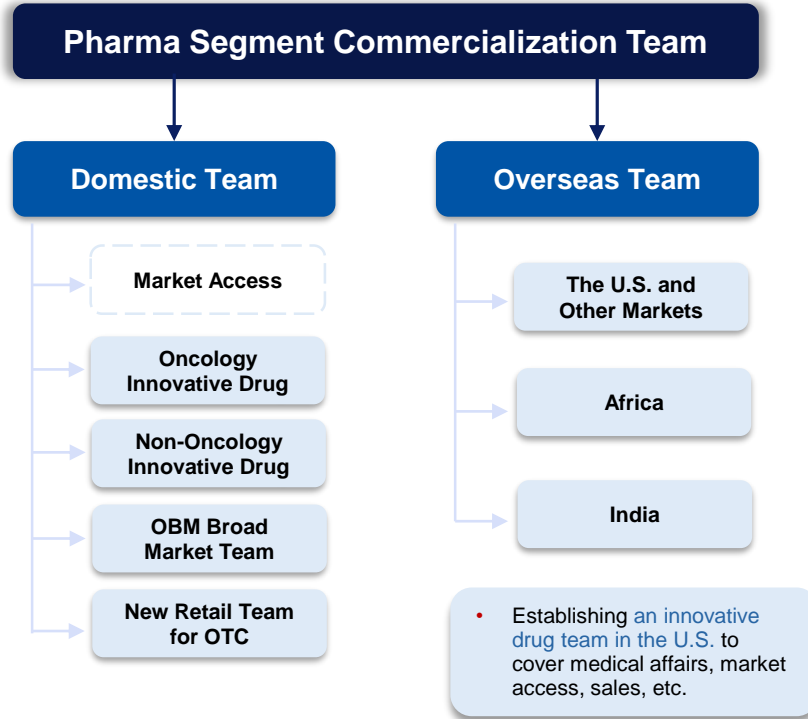 Pharma Segment Commercialization Team
Domestic Team
Market Access
Oncology
Innovative Drug
Non-Oncology
Innovative Drug
OBM Broad
Market Team
New Retail Team
for OTC
Overseas Team
The U.S. and
Other Markets
Africa
India
• Establishing an innovative
drug team in the U.S. to
cover medical affairs, market
access, sales, etc.